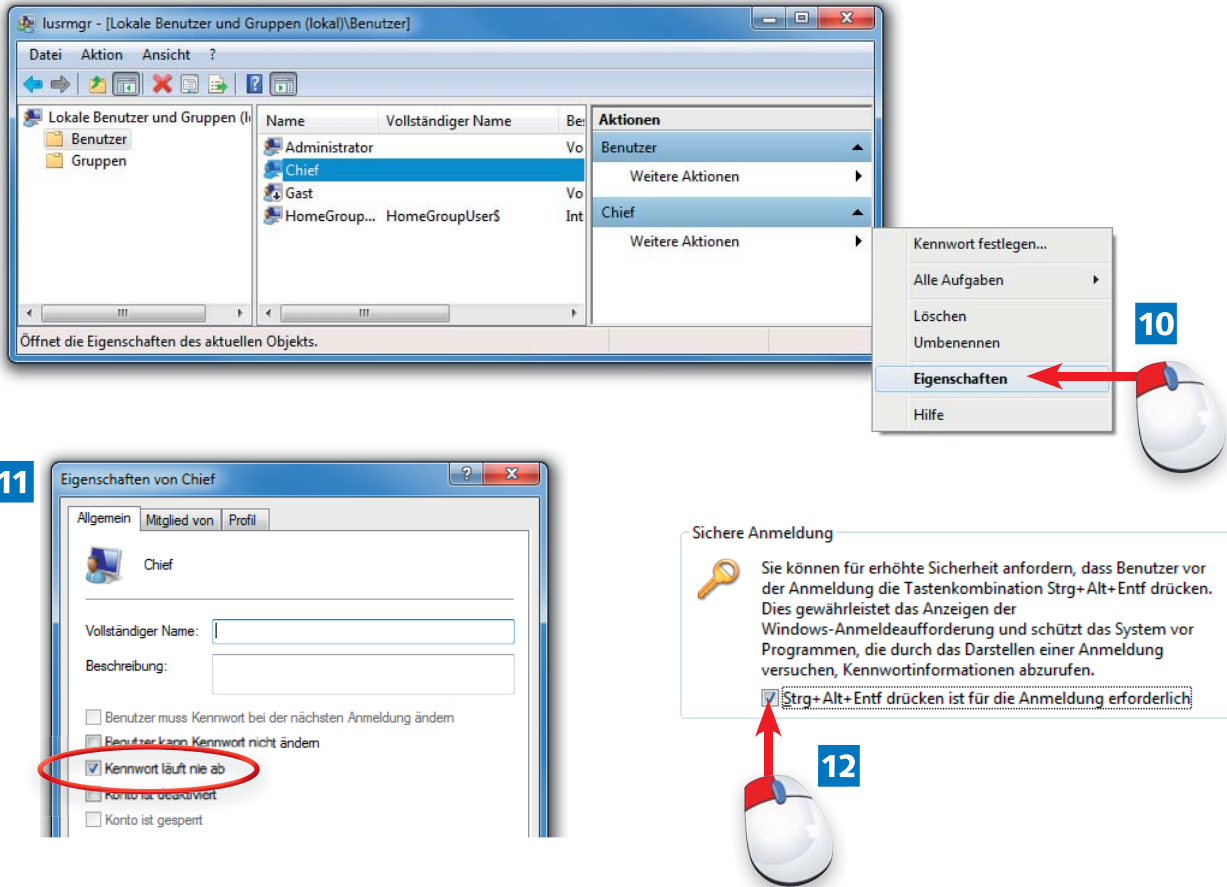 lusrmgr - [Lokale Benutzer und Gruppen (lokal)\Benutzer]
Datei Aktion Ansicht ?
Lokale Benutzer und Gruppen (l
Benutzer
Gruppen
Name Vollständiger Name Be
Administrator Vo
Chief
Gast Vo
HomeGroup... HomeGroupUser$ Int
Aktionen
Benutzer
Weitere Aktionen
Chief
Weitere Aktionen
Öffnet die Eigenschaften des aktuellen Objekts.
Kennwort festlegen...
Alle Aufgaben
Löschen
Umbenennen
Eigenschaften
Hilfe
10
11
Eigenschaften von Chief
Allgemein Mitglied von Profil
Chief
Vollständiger Name:
Beschreibung:
Benutzer muss Kennwort bei der nächsten Anmeldung ändern
Benutzer kann Kennwort nicht ändern
Kennwort läuft nie ab
Konto ist deaktiviert
Konto ist gesperrt
Sichere Anmeldung
Sie können für erhöhte Sicherheit anfordern, dass Benutzer vor
der Anmeldung die Tastenkombination Strg+Alt+Entf drücken.
Dies gewährleistet das Anzeigen der
Windows-Anmeldeaufforderung und schützt das System vor
Programmen, die durch das Darstellen einer Anmeldung
versuchen, Kennwortinformationen abzurufen.
Strg+Alt+Entf drücken ist für die Anmeldung erforderlich
12